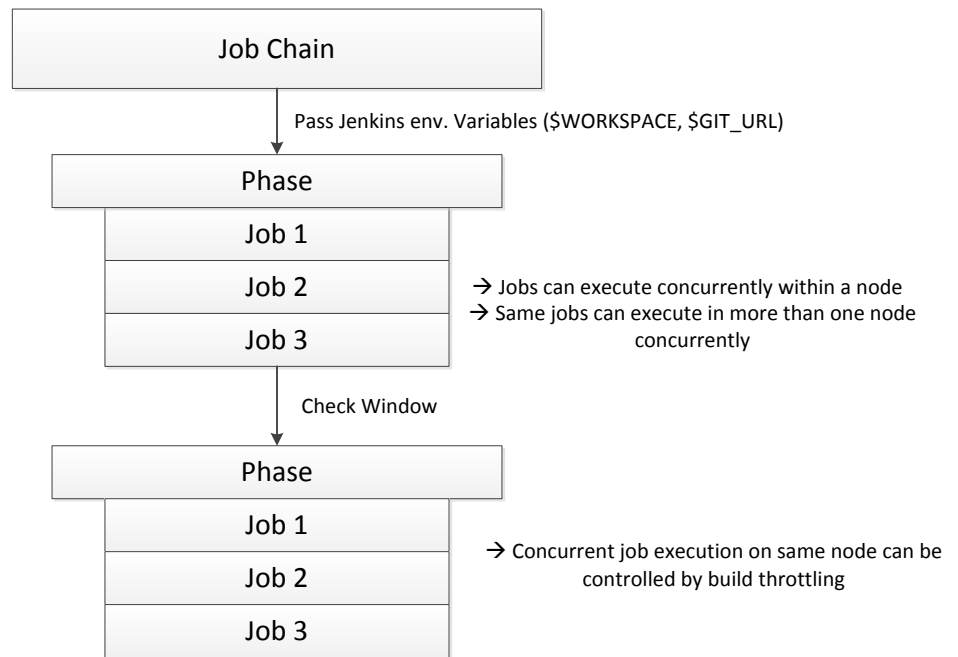 Job Chain
Pass Jenkins env. Variables ($WORKSPACE, $GIT_URL)
Phase
Job 1
Job 2
Job 3
→ Jobs can execute concurrently within a node
→ Same jobs can execute in more than one node
concurrently
Check Window
Phase
Job 1
Job 2
Job 3
→ Concurrent job execution on same node can be
controlled by build throttling